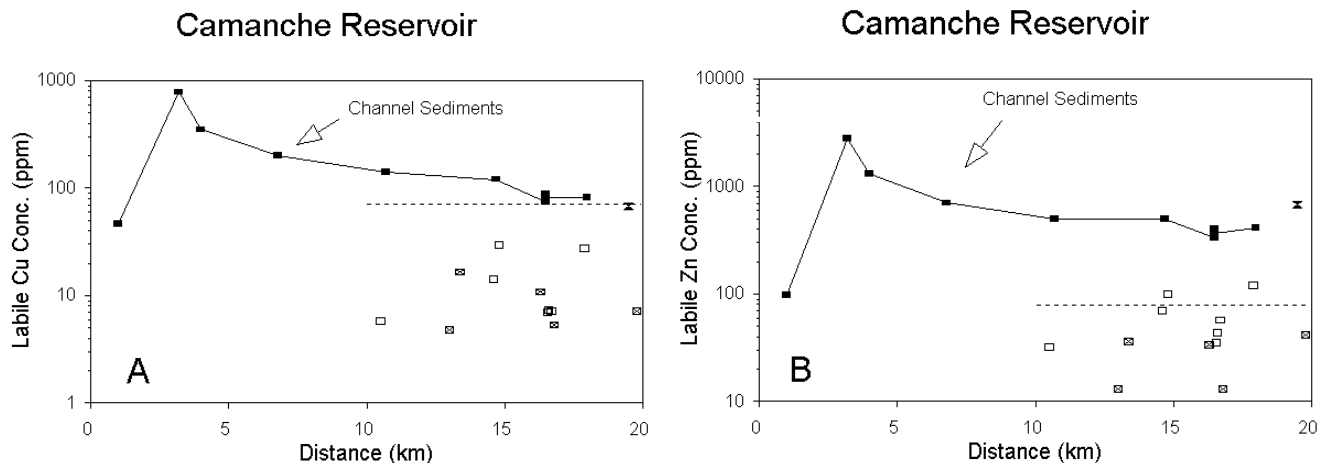 Camanche Reservoir
1000
100
10
1
Labile Cu Conc. (ppm)
Channel Sediments
A
0 5 10 15 20
Distance (km)
Camanche Reservoir
10000
1000
100
10
Labile Zn Conc. (ppm)
Channel Sediments
B
0 5 10 15 20
Distance (km)